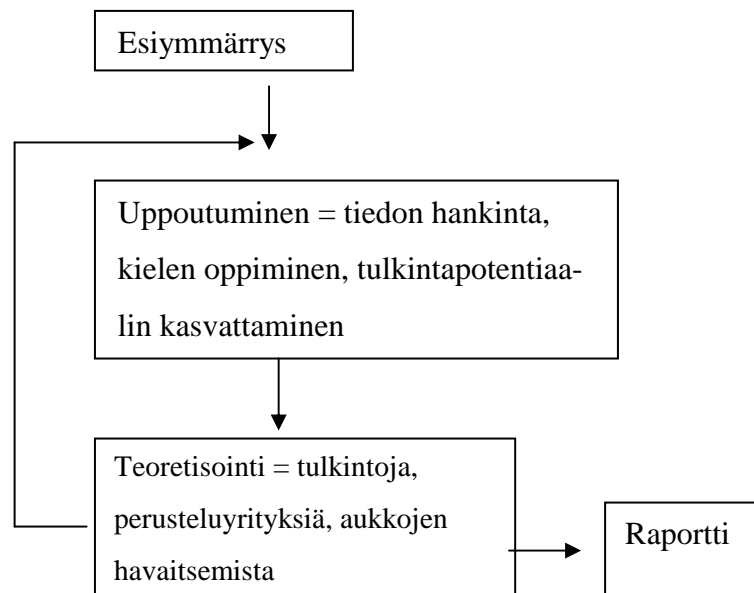 Esiymmärrys
Uppoutuminen = tiedon hankinta,
kielen oppiminen, tulkintapotentiaa-
lin kasvattaminen
Teoretisointi = tulkintoja,
perusteluyrityksiä, aukkojen
havaitsemista
Raportti